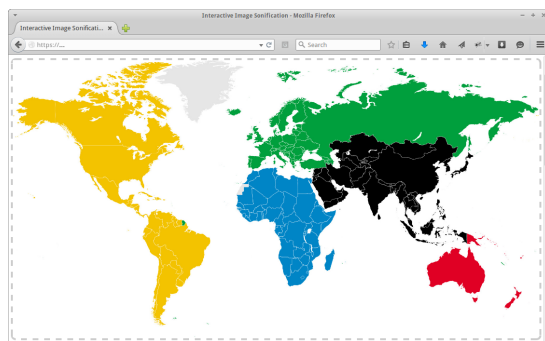 Interactive Image Sonification - Mozilla Firefox
Interactive Image Sonificati...
https://...
Search